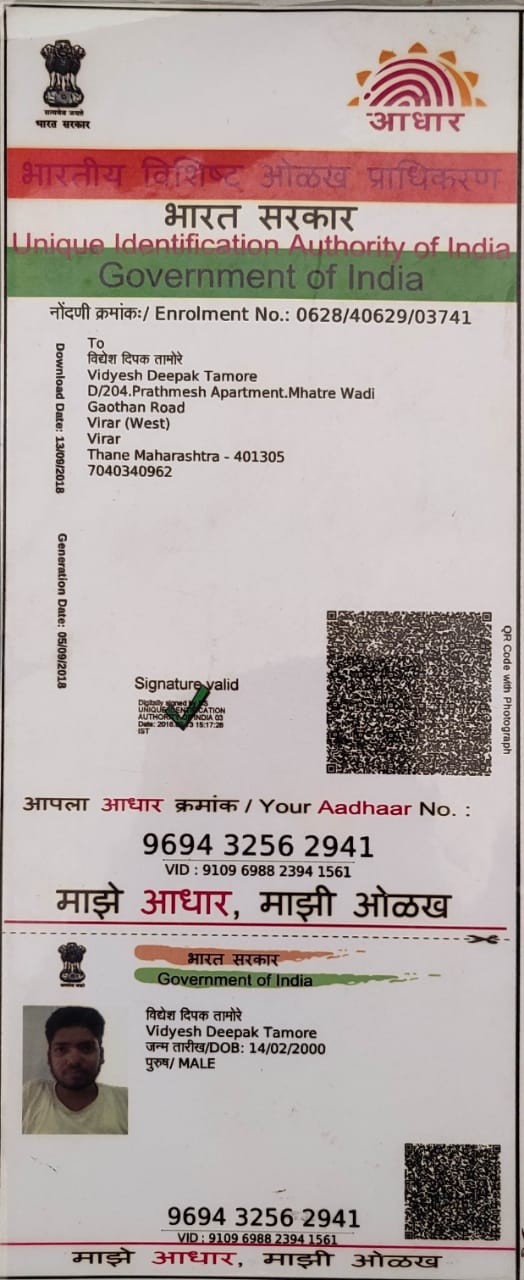 सत्यमेव जयते
भारत सरकार
आधार
भारतीय विशिष्ट ओळख प्राधिकरण
भारत सरकार
Unique Identification Authority of India
Government of India
नोंदणी क्रमांकः/ Enrolment No.: 0628/40629/03741
Download Date: 13/09/2018
Generation Date: 05/09/2018
To
विद्येश दिपक तामोरे
Vidyesh Deepak Tamore
D/204.Prathmesh Apartment.Mhatre Wadi
Gaothan Road
Virar (West)
Virar
Thane Maharashtra - 401305
7040340962
QR Code with Photograph
Signature valid
Digitally signed by DS
UNIQUE IDENTIFICATION
AUTHORITY OF INDIA 03
Date: 15:17:26
IST
आपला आधार क्रमांक / Your Aadhaar No. :
9694 3256 2941
VID : 9109 6988 2394 1561
माझे आधार, माझी ओळख
भारत सरकार
Government of India
विद्येश दिपक तामोरे
Vidyesh Deepak Tamore
जन्म तारीख/DOB: 14/02/2000
पुरुष/ MALE
9694 3256 2941
VID : 9109 6988 2394 1561
माझे आधार, माझी ओळख